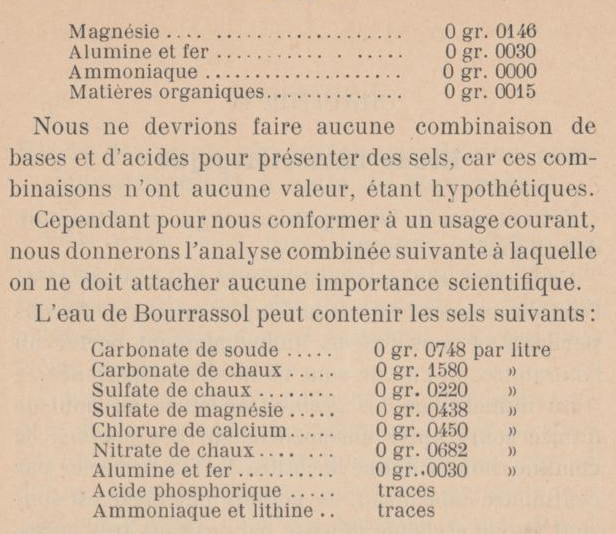 Magnésie .... ................... 0 gr. 0146
Alumine et fer ........... . ..... 0 gr. 0030
Ammoniaque .................... 0 gr. 0000
Matières organiques.............. 0 gr. 0015
Nous ne devrions faire aucune combinaison de
bases et d'acides pour présenter des sels, car ces com-
binaisons n'ont aucune valeur, étant hypothétiques.
Cependant pour nous conformer à un usage courant,
nous donnerons l'analyse combinée suivante à laquelle
on ne doit attacher aucune importance scientifique.
L'eau de Bourrassol peut contenir les sels suivants :
Carbonate de soude ..... 0 gr. 0748 par litre
Carbonate de chaux ..... 0 gr. 1580 »
Sulfate de chaux ........ 0 gr. 0220 »
Sulfate de magnésie ..... 0 gr. 0438 »
Chlorure de calcium..... 0 gr. 0450 »
Nitrate de chaux.... ... 0 gr. 0682 »
Alumine et fer .......... 0 gr..0030 »
Acide phosphorique ..... traces
Ammoniaque et lithine .. traces